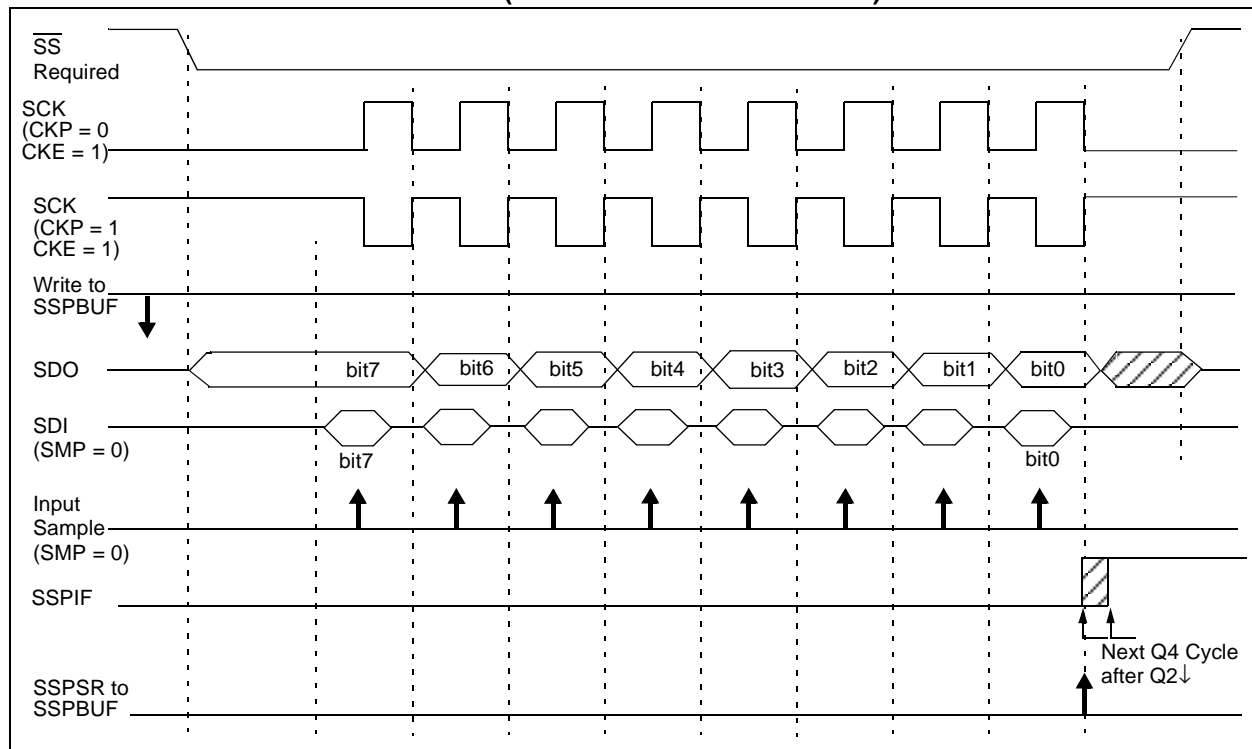 SS
Required
SCK
(CKP = 0
CKE = 1)
SCK
(CKP = 1
CKE = 1)
Write to
SSPBUF
SDO
bit7
bit6
bit5
bit4
bit3
bit2
bit1
bit0
SDI
(SMP = 0)
bit7
bit0
Input
Sample
(SMP = 0)
SSPIF
Next Q4 Cycle
after Q2↓
SSPSR to
SSPBUF